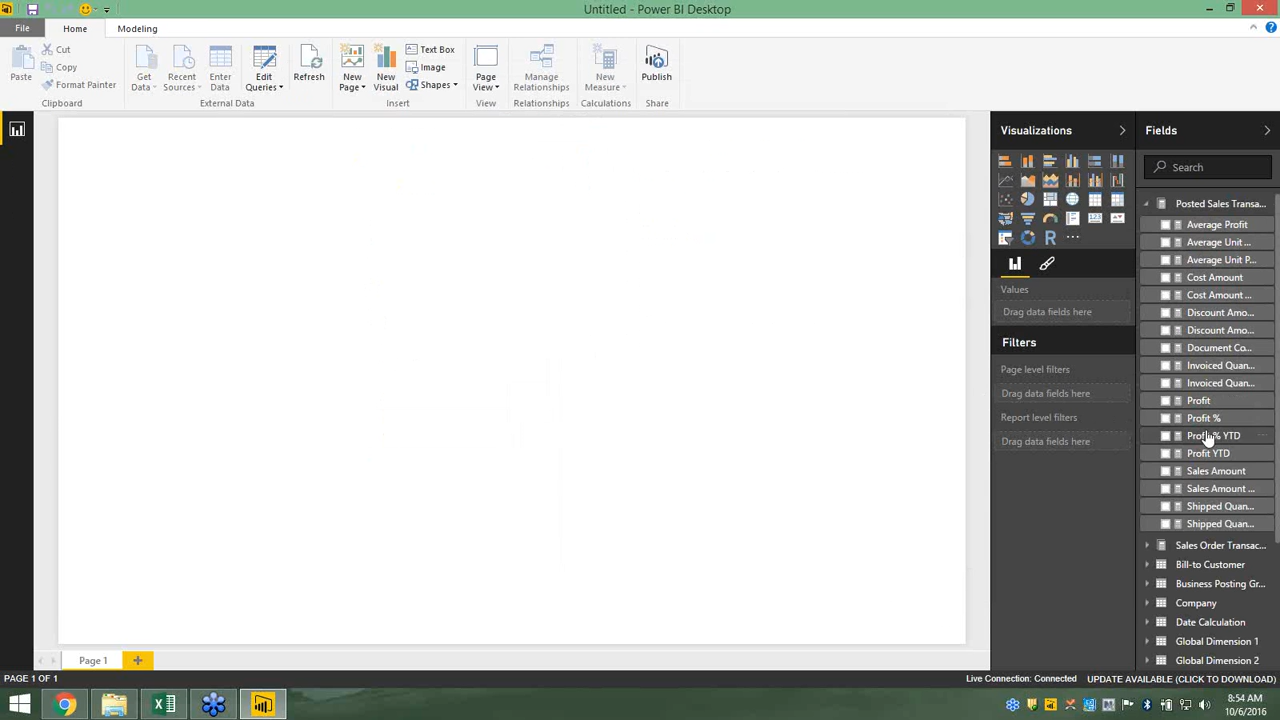 Untitled - Power BI Desktop
File
Home
Modeling
Paste
Cut
Copy
Format Painter
Clipboard
Get Data
Recent Sources
Enter Data
Edit Queries
Refresh
External Data
New Page
New Visual
Text Box
Image
Shapes
Insert
Page View
View
Manage Relationships
Relationships
New Measure
Calculations
Publish
Share
Visualizations
R
Values
Drag data fields here
Filters
Page level filters
Drag data fields here
Report level filters
Drag data fields here
Fields
Search
Posted Sales Transa...
Average Profit
Average Unit ...
Average Unit P...
Cost Amount
Cost Amount ...
Discount Amo...
Discount Amo...
Document Co...
Invoiced Quan...
Invoiced Quan...
Profit
Profit %
Profit % YTD
Profit YTD
Sales Amount
Sales Amount ...
Shipped Quan...
Shipped Quan...
Sales Order Transac...
Bill-to Customer
Business Posting Gr...
Company
Date Calculation
Global Dimension 1
Global Dimension 2
Page 1
PAGE 1 OF 1
Live Connection: Connected
UPDATE AVAILABLE (CLICK TO DOWNLOAD)
8:54 AM
10/6/2016